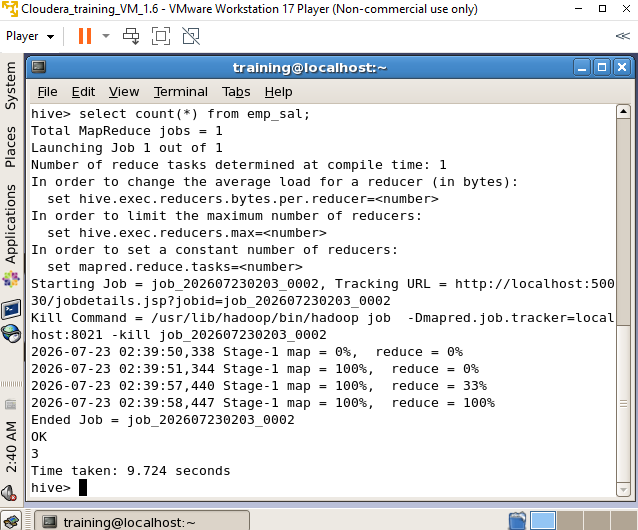 Cloudera_training_VM_1.6 - VMware Workstation 17 Player (Non-commercial use only)
Player
training@localhost:~
File Edit View Terminal Tabs Help
hive> select count(*) from emp_sal;
Total MapReduce jobs = 1
Launching Job 1 out of 1
Number of reduce tasks determined at compile time: 1
In order to change the average load for a reducer (in bytes):
  set hive.exec.reducers.bytes.per.reducer=<number>
In order to limit the maximum number of reducers:
  set hive.exec.reducers.max=<number>
In order to set a constant number of reducers:
  set mapred.reduce.tasks=<number>
Starting Job = job_202607230203_0002, Tracking URL = http://localhost:500
30/jobdetails.jsp?jobid=job_202607230203_0002
Kill Command = /usr/lib/hadoop/bin/hadoop job  -Dmapred.job.tracker=local
host:8021 -kill job_202607230203_0002
2026-07-23 02:39:50,338 Stage-1 map = 0%,  reduce = 0%
2026-07-23 02:39:51,344 Stage-1 map = 100%,  reduce = 0%
2026-07-23 02:39:57,440 Stage-1 map = 100%,  reduce = 33%
2026-07-23 02:39:58,447 Stage-1 map = 100%,  reduce = 100%
Ended Job = job_202607230203_0002
OK
3
Time taken: 9.724 seconds
hive>
System
Places
Applications
2:40 AM
training@localhost:~